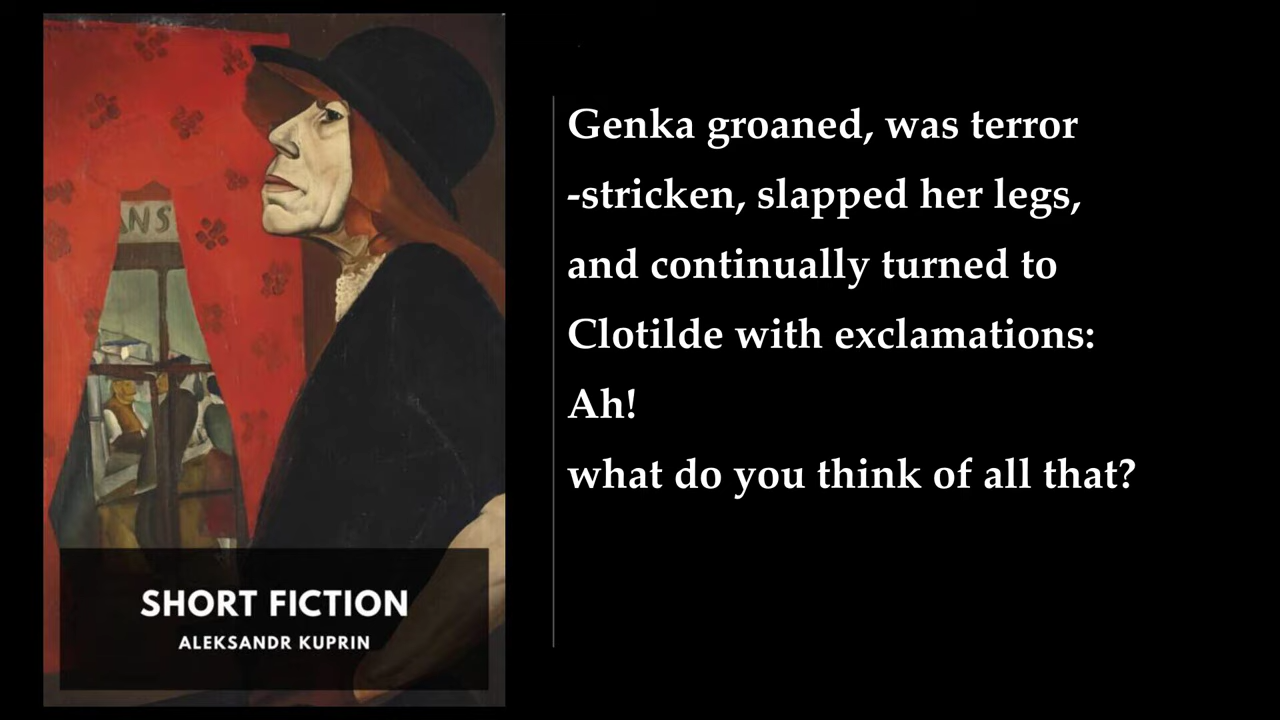 ANS
SHORT FICTION
ALEKSANDR KUPRIN
Genka groaned, was terror
-stricken, slapped her legs,
and continually turned to
Clotilde with exclamations:
Ah!
what do you think of all that?